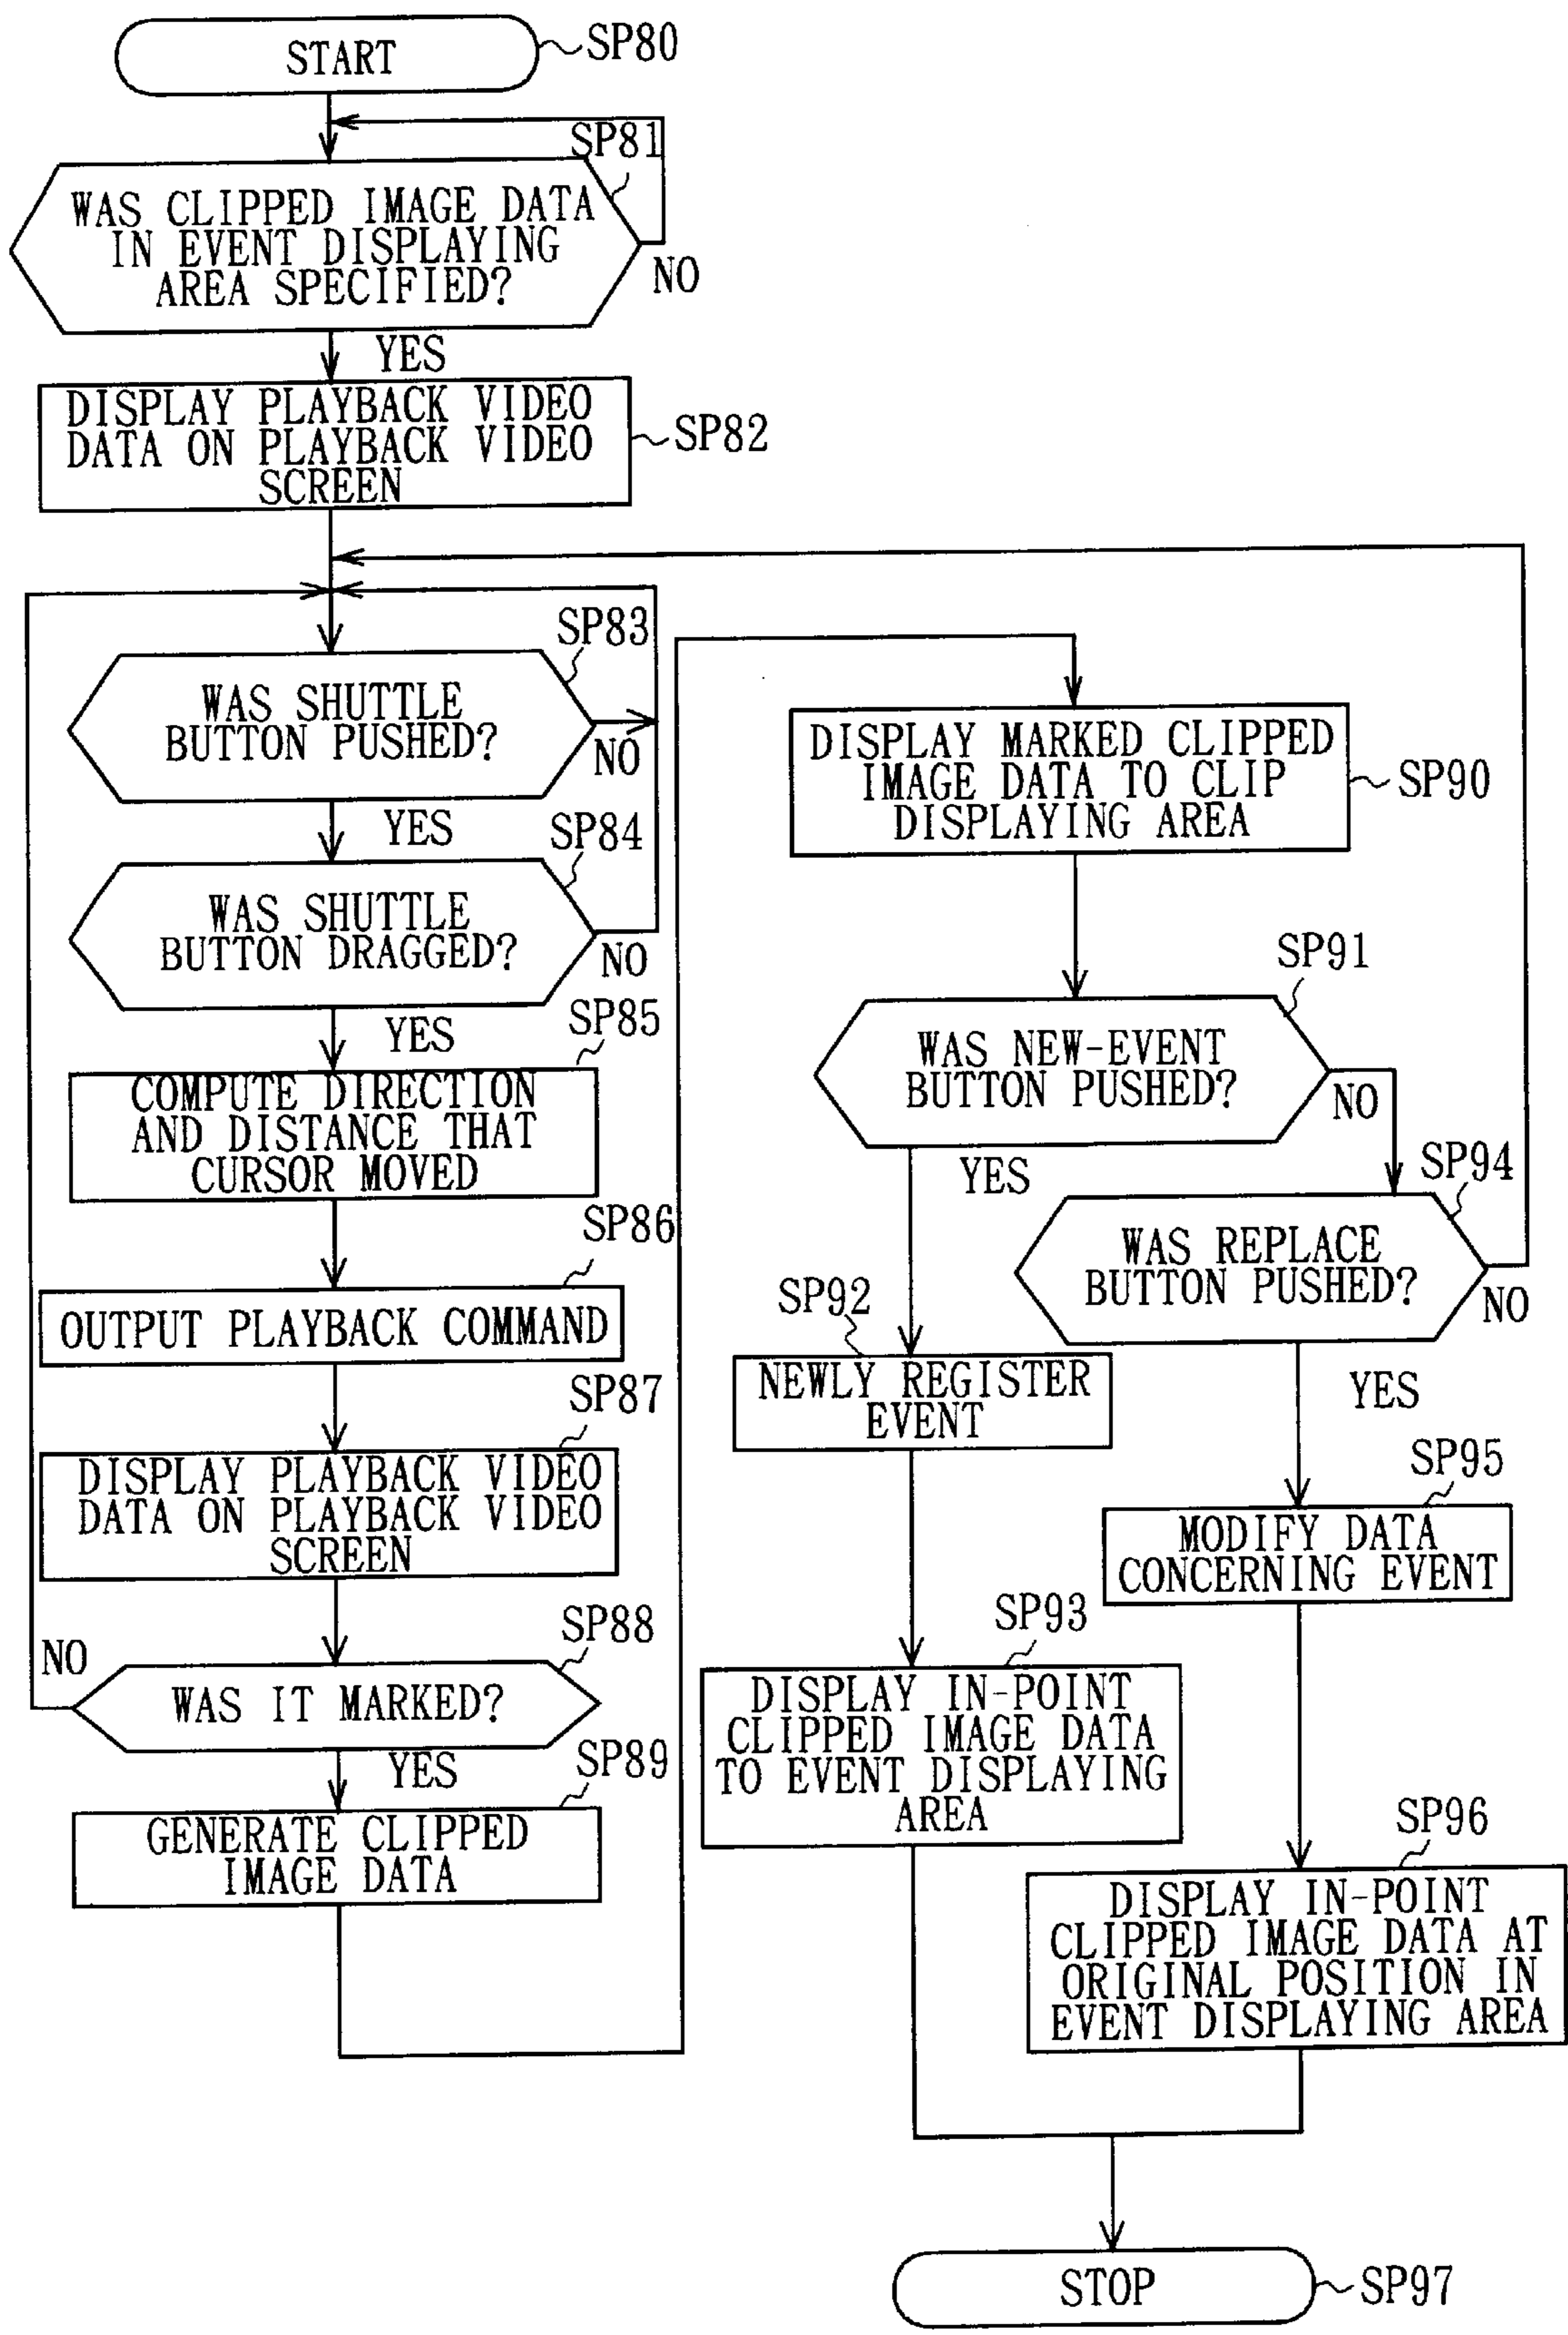 START
SP80
SP81
WAS CLIPPED IMAGE DATA
IN EVENT DISPLAYING
AREA SPECIFIED?
NO
YES
DISPLAY PLAYBACK VIDEO
DATA ON PLAYBACK VIDEO
SCREEN
SP82
SP83
WAS SHUTTLE
BUTTON PUSHED?
NO
YES
SP84
WAS SHUTTLE
BUTTON DRAGGED?
NO
YES
SP85
COMPUTE DIRECTION
AND DISTANCE THAT
CURSOR MOVED
SP86
OUTPUT PLAYBACK COMMAND
SP87
DISPLAY PLAYBACK VIDEO
DATA ON PLAYBACK VIDEO
SCREEN
SP88
NO
WAS IT MARKED?
YES
SP89
GENERATE CLIPPED
IMAGE DATA
DISPLAY MARKED CLIPPED
IMAGE DATA TO CLIP
DISPLAYING AREA
SP90
SP91
WAS NEW-EVENT
BUTTON PUSHED?
NO
YES
SP94
WAS REPLACE
BUTTON PUSHED?
NO
YES
SP92
NEWLY REGISTER
EVENT
SP95
MODIFY DATA
CONCERNING EVENT
SP93
DISPLAY IN-POINT
CLIPPED IMAGE DATA
TO EVENT DISPLAYING
AREA
SP96
DISPLAY IN-POINT
CLIPPED IMAGE DATA AT
ORIGINAL POSITION IN
EVENT DISPLAYING AREA
STOP
SP97